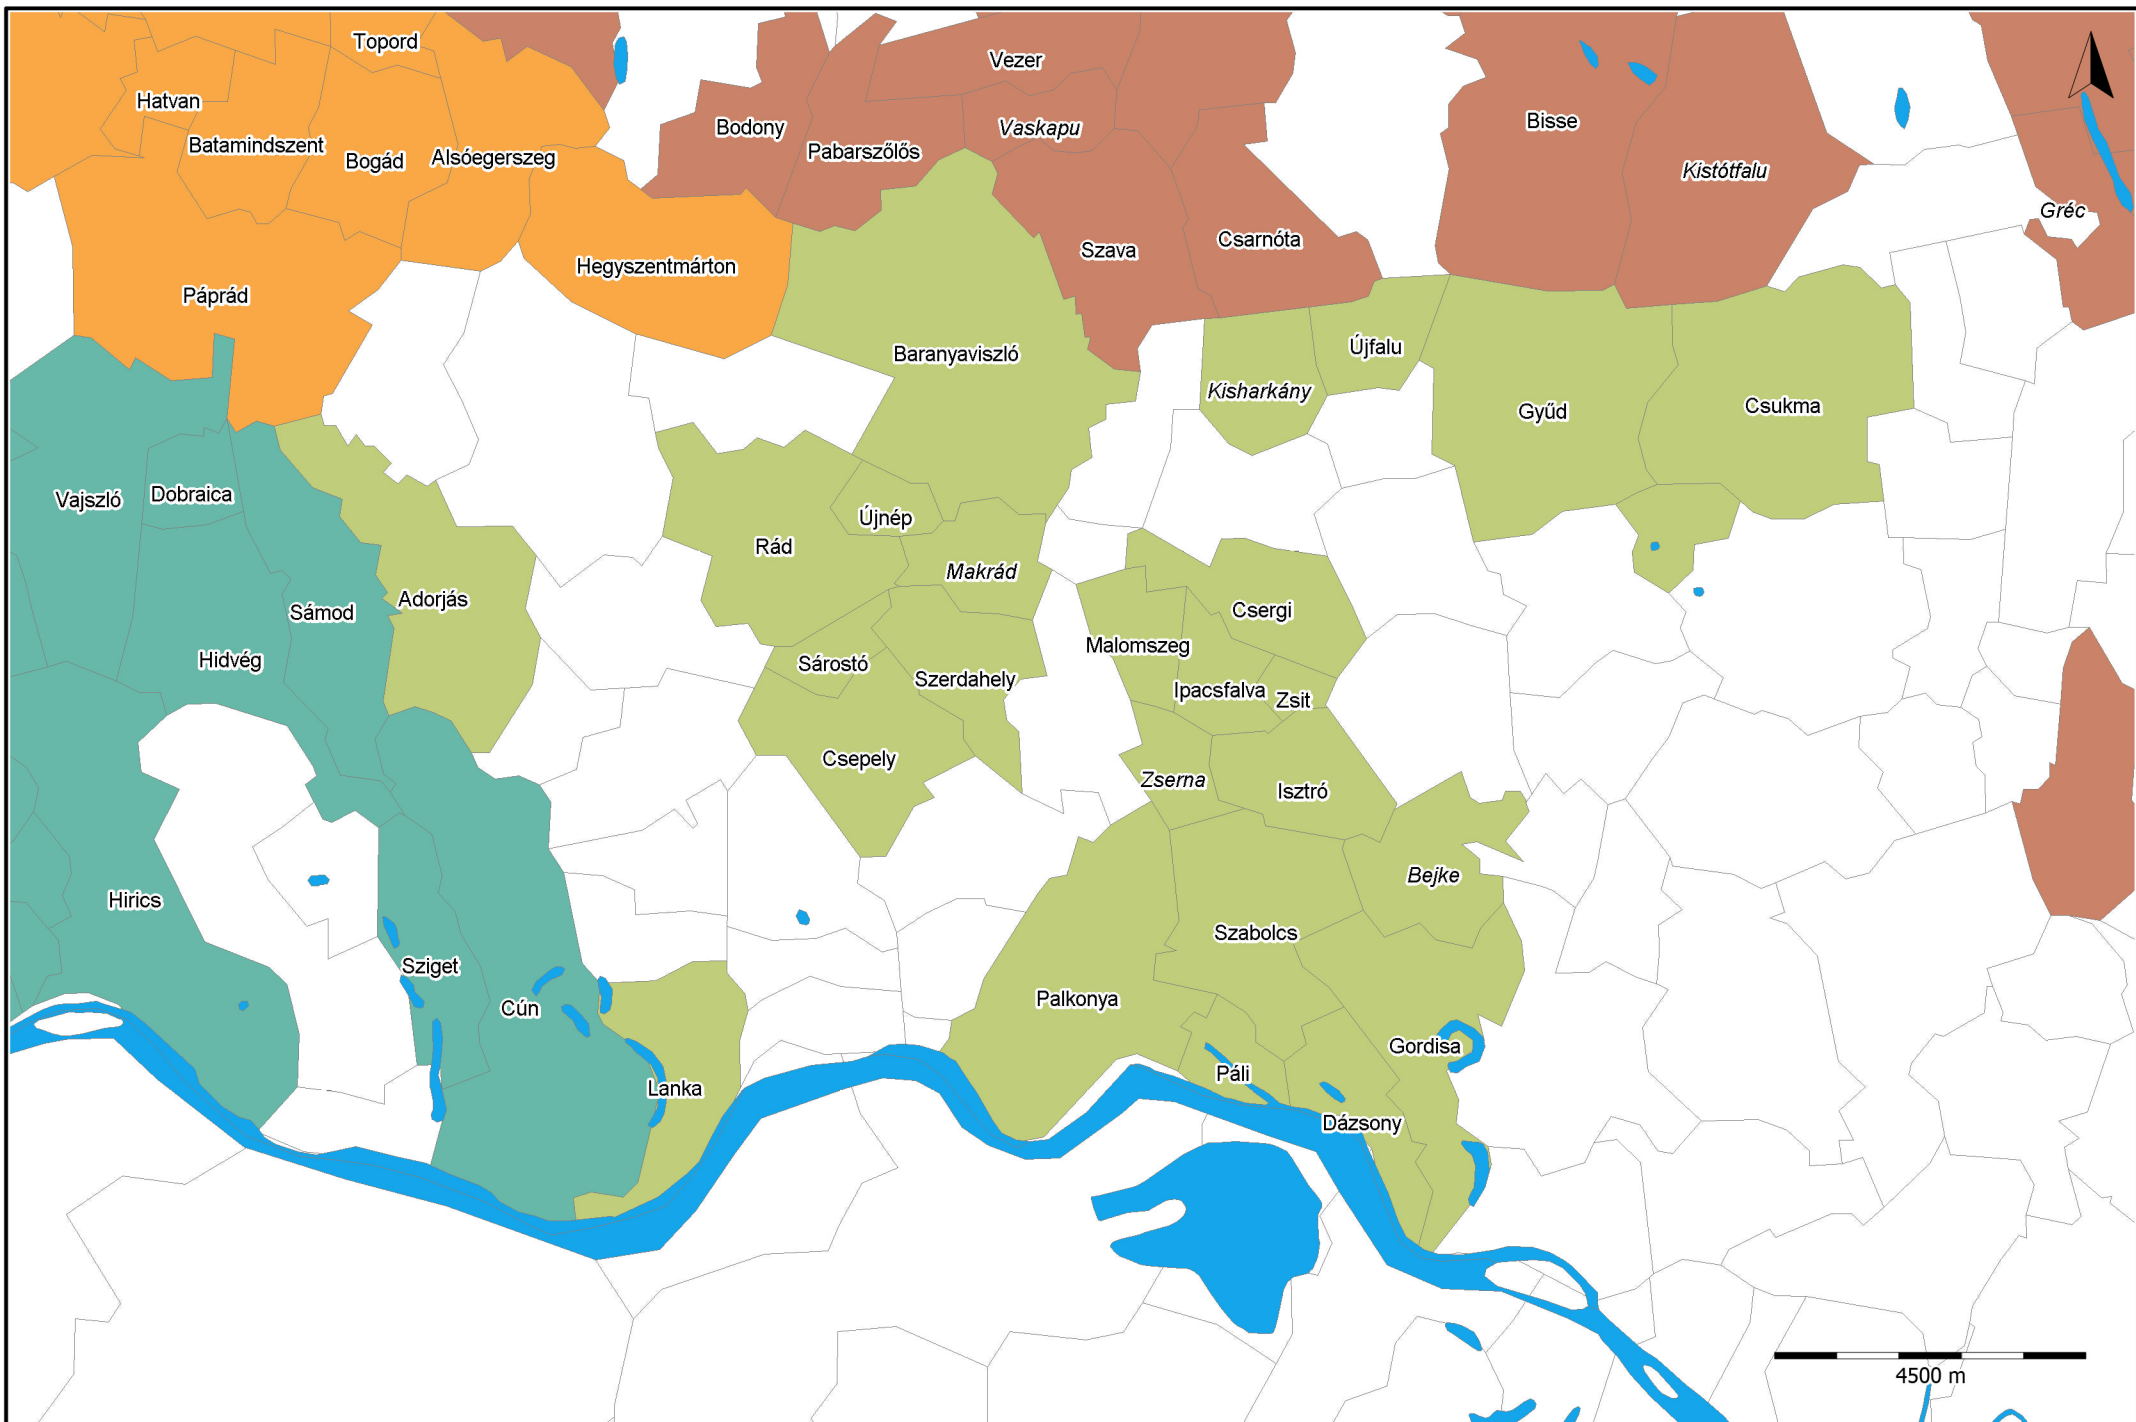 Topord
Vezer
Hatvan
Bodony
Vaskapu
Bisse
Batamindszent
Bogád
Alsóegerszeg
Pabarszőlős
Kistótfalu
Gréc
Szava
Csarnóta
Hegyszentmárton
Páprád
Baranyaviszló
Újfalu
Kisharkány
Gyűd
Csukma
Vajszló
Dobraica
Újnép
Rád
Makrád
Adorjás
Sámod
Csergi
Malomszeg
Hidvég
Sárostó
Szerdahely
Ipacsfalva
Zsit
Csepely
Zserna
Isztró
Bejke
Hirics
Szabolcs
Sziget
Cún
Palkonya
Gordisa
Páli
Lanka
Dázsony
4500 m